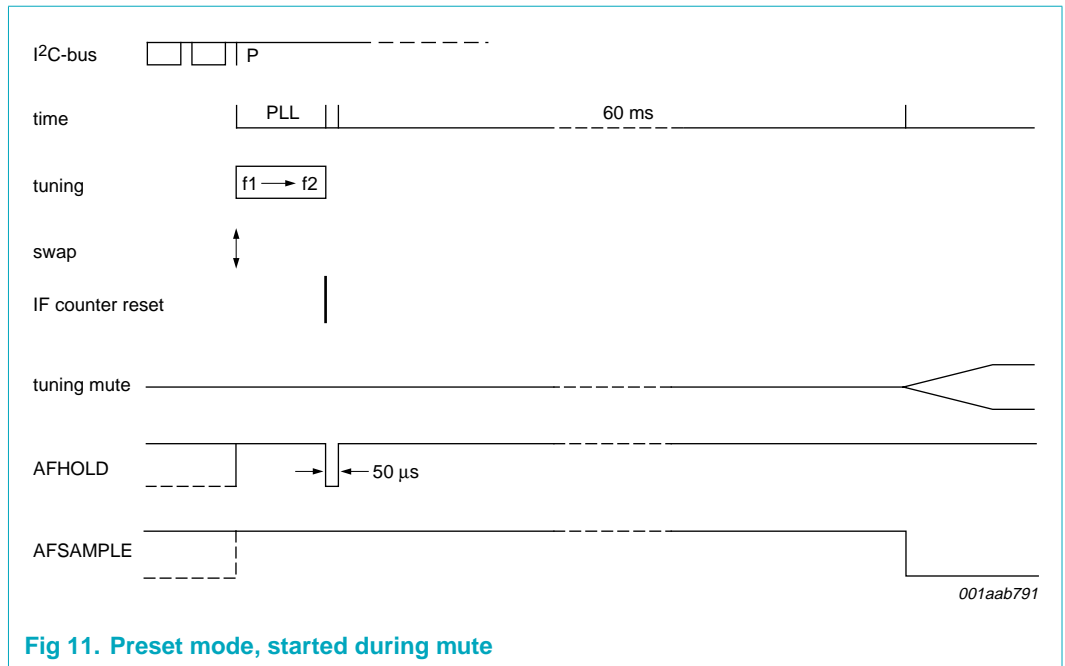 I²C-bus
P
time
PLL
60 ms
tuning
f1 → f2
swap
IF counter reset
tuning mute
AFHOLD
50 μs
AFSAMPLE
001aab791
Fig 11. Preset mode, started during mute